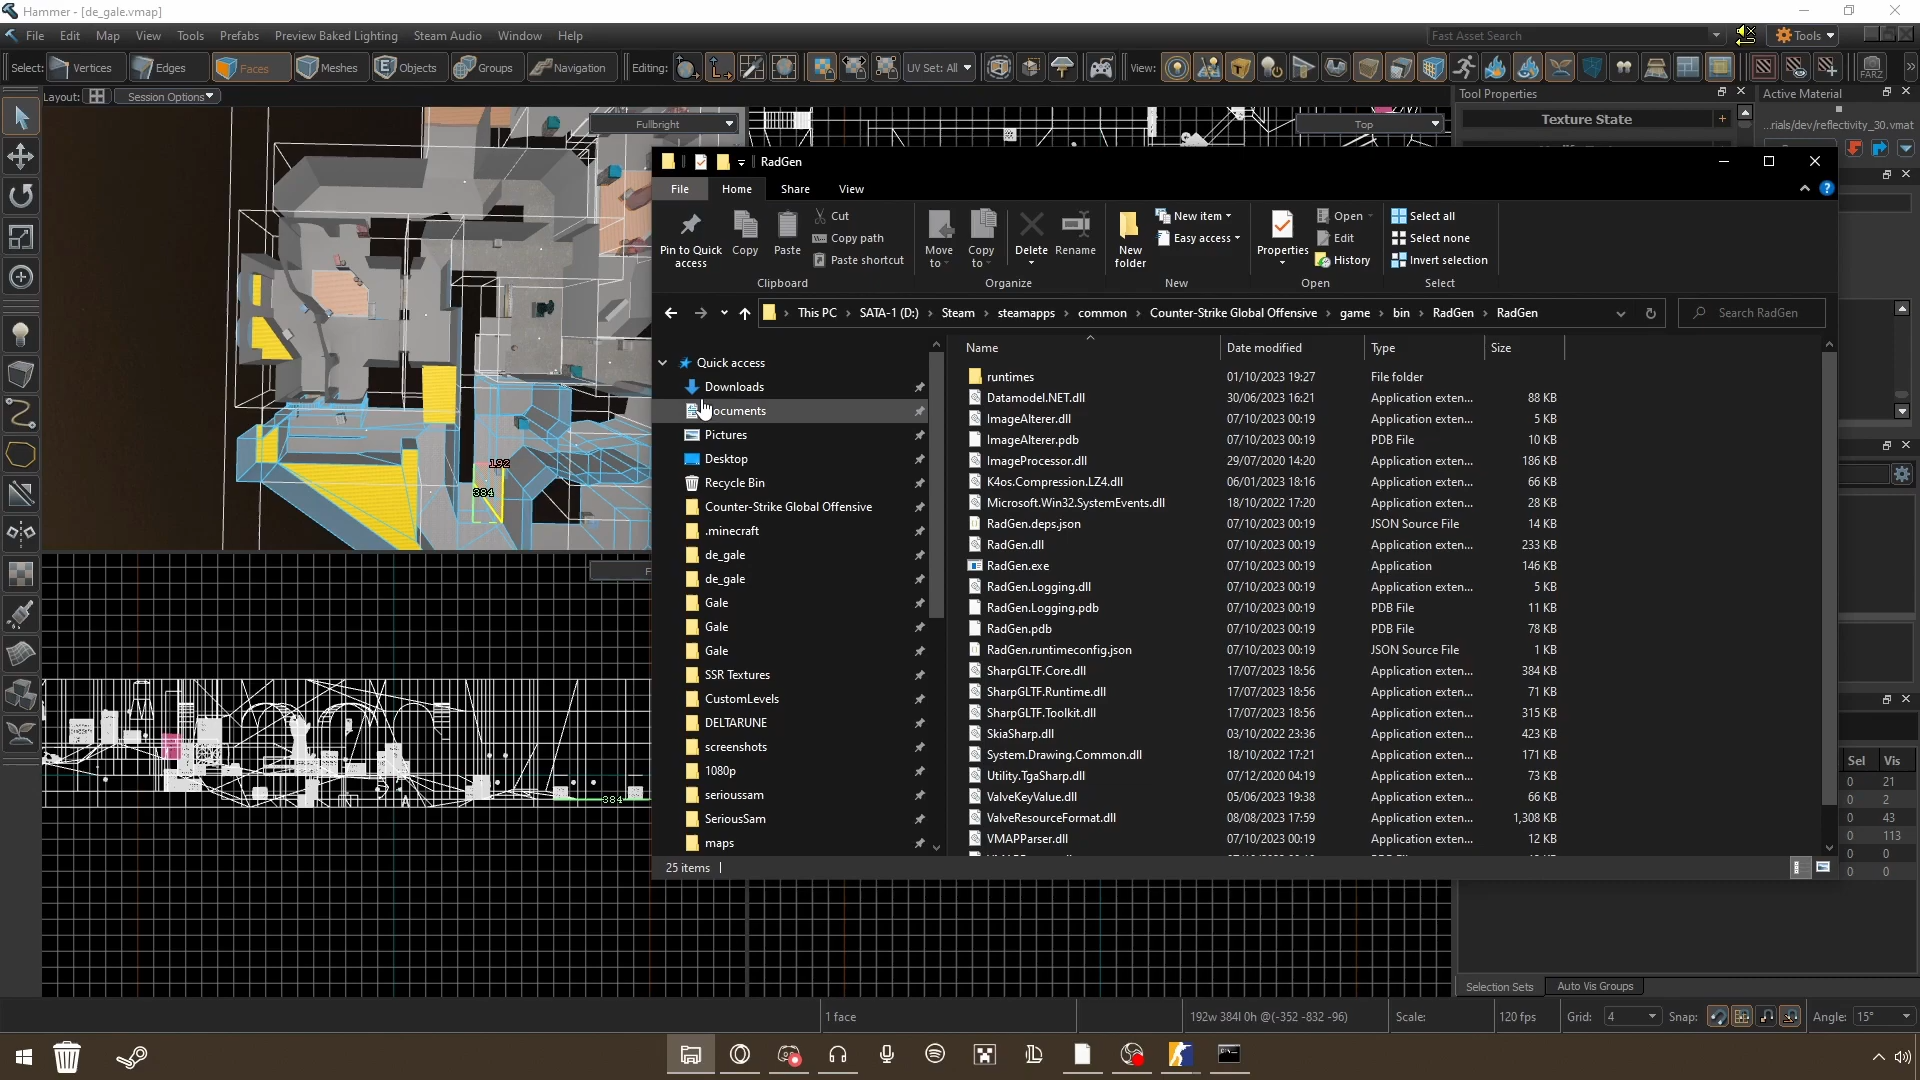 Hammer - [de_gale.vmap]
File Edit Map View Tools Prefabs Preview Baked Lighting Steam Audio Window Help
Fast Asset Search
Tools
Select: Vertices Edges Faces Meshes Objects Groups Navigation Editing: UV Set: All View: FARZ
Layout: Session Options
Tool Properties
Active Material
Fullbright
Top
Texture State
...rials/dev/reflectivity_30.vmat
RadGen
File Home Share View
Pin to Quick access
Copy
Paste
Cut
Copy path
Paste shortcut
Clipboard
Move to
Copy to
Delete
Rename
Organize
New folder
New item
Easy access
New
Properties
Open
Edit
History
Open
Select all
Select none
Invert selection
Select
This PC > SATA-1 (D:) > Steam > steamapps > common > Counter-Strike Global Offensive > game > bin > RadGen > RadGen
Search RadGen
Name Date modified Type Size
Quick access
Downloads
ocuments
Pictures
Desktop
Recycle Bin
Counter-Strike Global Offensive
.minecraft
de_gale
de_gale
Gale
Gale
Gale
SSR Textures
CustomLevels
DELTARUNE
screenshots
1080p
serioussam
SeriousSam
maps
runtimes 01/10/2023 19:27 File folder
Datamodel.NET.dll 30/06/2023 16:21 Application exten... 88 KB
ImageAlterer.dll 07/10/2023 00:19 Application exten... 5 KB
ImageAlterer.pdb 07/10/2023 00:19 PDB File 10 KB
ImageProcessor.dll 29/07/2020 14:20 Application exten... 186 KB
K4os.Compression.LZ4.dll 06/01/2023 18:16 Application exten... 66 KB
Microsoft.Win32.SystemEvents.dll 18/10/2022 17:20 Application exten... 28 KB
RadGen.deps.json 07/10/2023 00:19 JSON Source File 14 KB
RadGen.dll 07/10/2023 00:19 Application exten... 233 KB
RadGen.exe 07/10/2023 00:19 Application 146 KB
RadGen.Logging.dll 07/10/2023 00:19 Application exten... 5 KB
RadGen.Logging.pdb 07/10/2023 00:19 PDB File 11 KB
RadGen.pdb 07/10/2023 00:19 PDB File 78 KB
RadGen.runtimeconfig.json 07/10/2023 00:19 JSON Source File 1 KB
SharpGLTF.Core.dll 17/07/2023 18:56 Application exten... 384 KB
SharpGLTF.Runtime.dll 17/07/2023 18:56 Application exten... 71 KB
SharpGLTF.Toolkit.dll 17/07/2023 18:56 Application exten... 315 KB
SkiaSharp.dll 03/10/2022 23:36 Application exten... 423 KB
System.Drawing.Common.dll 18/10/2022 17:21 Application exten... 171 KB
Utility.TgaSharp.dll 07/12/2020 04:19 Application exten... 73 KB
ValveKeyValue.dll 05/06/2023 19:38 Application exten... 66 KB
ValveResourceFormat.dll 08/08/2023 17:59 Application exten... 1,308 KB
VMAPParser.dll 07/10/2023 00:19 Application exten... 12 KB
25 items
192
384
384
Sel Vis
0 21
0 2
0 43
0 113
0 0
0 0
Selection Sets Auto Vis Groups
1 face
192w 384l 0h @(-352 -832 -96)
Scale:
120 fps
Grid: 4
Snap:
Angle: 15°